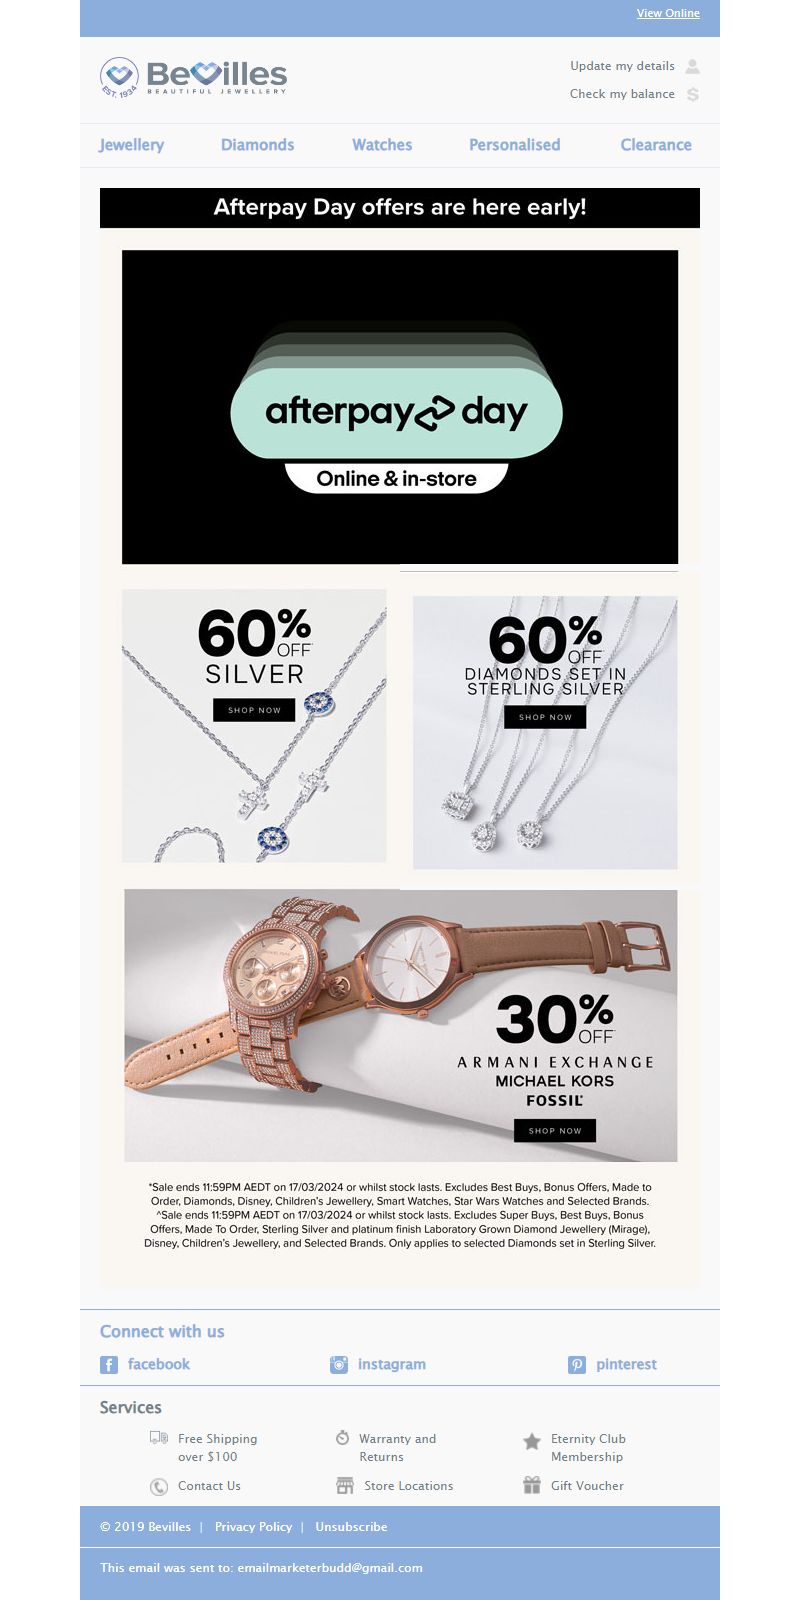 View Online
BeVilles
BEAUTIFUL JEWELLERY
EST. 1934
Update my details
Check my balance
Jewellery Diamonds Watches Personalised Clearance
Afterpay Day offers are here early!
afterpay day
Online & in-store
60% OFF*
SILVER
SHOP NOW
60% OFF^
DIAMONDS SET IN
STERLING SILVER
SHOP NOW
30% OFF*
ARMANI EXCHANGE
MICHAEL KORS
FOSSIL
SHOP NOW
*Sale ends 11:59PM AEDT on 17/03/2024 or whilst stock lasts. Excludes Best Buys, Bonus Offers, Made to
Order, Diamonds, Disney, Children's Jewellery, Smart Watches, Star Wars Watches and Selected Brands.
^Sale ends 11:59PM AEDT on 17/03/2024 or whilst stock lasts. Excludes Super Buys, Best Buys, Bonus
Offers, Made To Order, Sterling Silver and platinum finish Laboratory Grown Diamond Jewellery (Mirage),
Disney, Children's Jewellery, and Selected Brands. Only applies to selected Diamonds set in Sterling Silver.
Connect with us
facebook instagram pinterest
Services
Free Shipping
over $100
Warranty and
Returns
Eternity Club
Membership
Contact Us
Store Locations
Gift Voucher
© 2019 Bevilles | Privacy Policy | Unsubscribe
This email was sent to: emailmarketerbudd@gmail.com